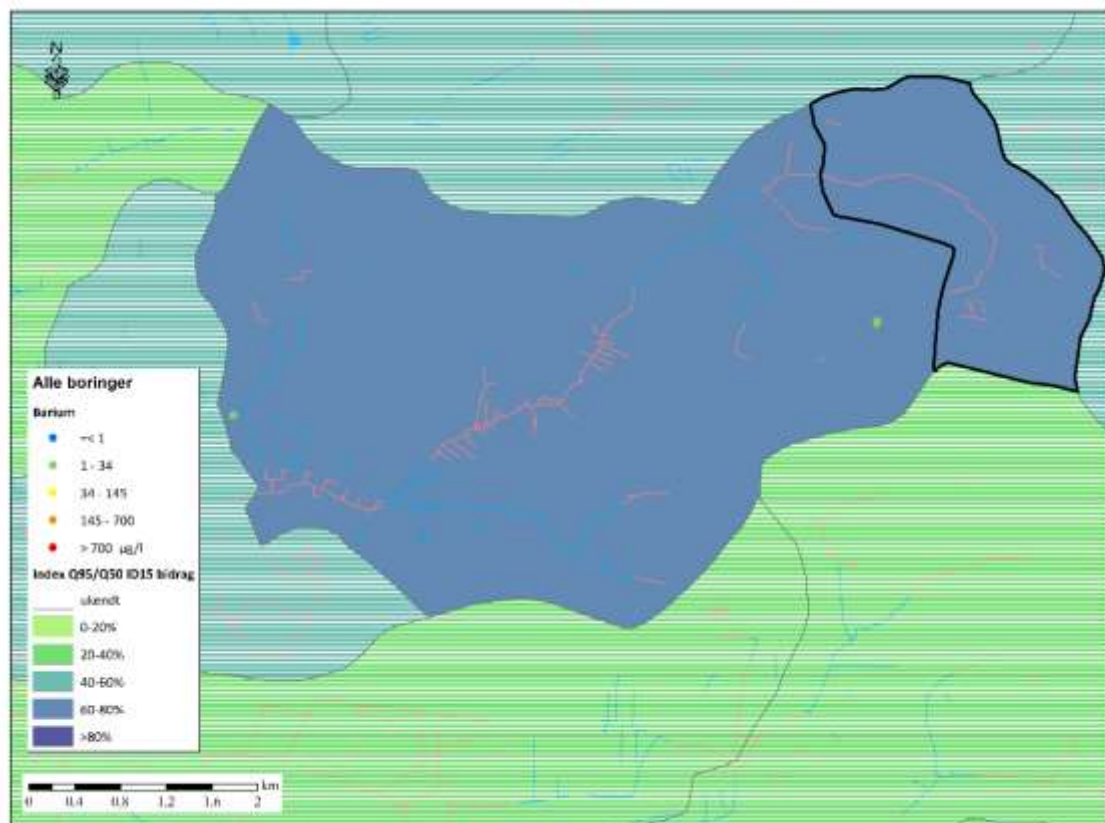 N
Alle boringer
Barium
=< 1
1 - 34
34 - 145
145 - 700
> 700 µg/l
Index Q95/Q50 ID15 bidrag
ukendt
0-20%
20-40%
40-60%
60-80%
>80%
km
0 0.4 0.8 1.2 1.6 2